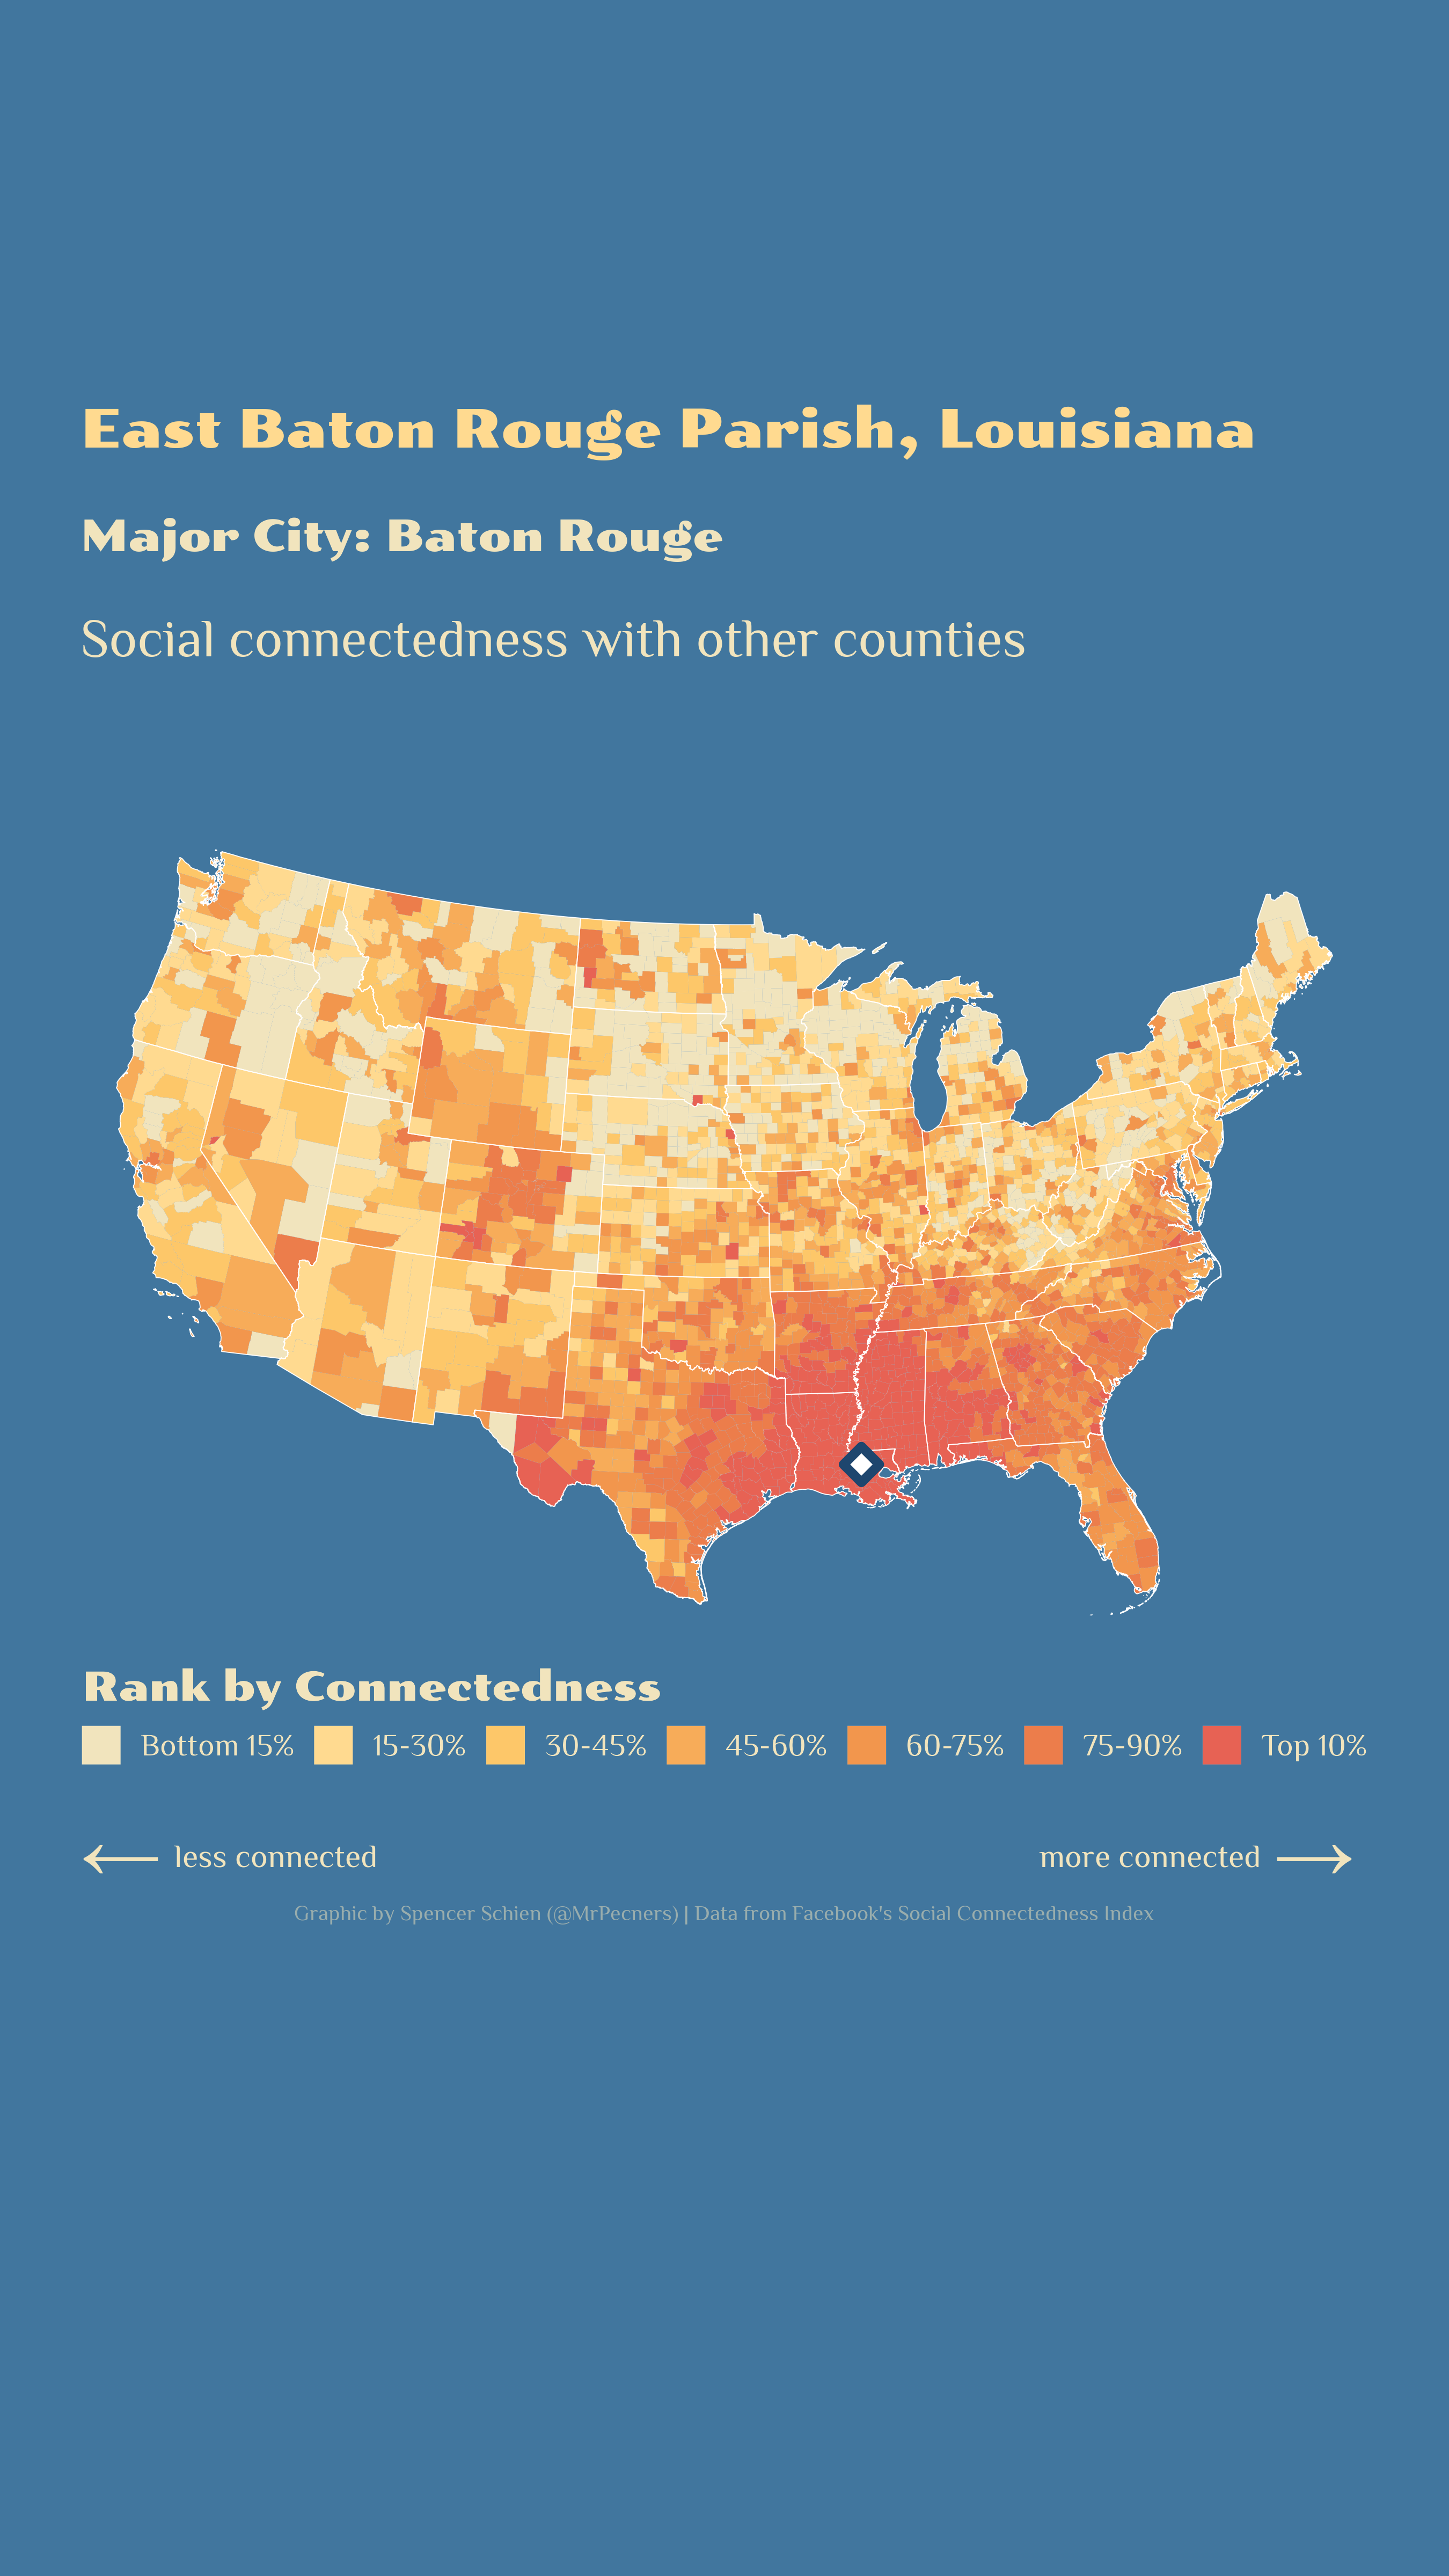 East Baton Rouge Parish, Louisiana
Major City: Baton Rouge
Social connectedness with other counties
Rank by Connectedness
Bottom 15% 15-30% 30-45% 45-60% 60-75% 75-90% Top 10%
less connected more connected
Graphic by Spencer Schien (@MrPecners) | Data from Facebook's Social Connectedness Index